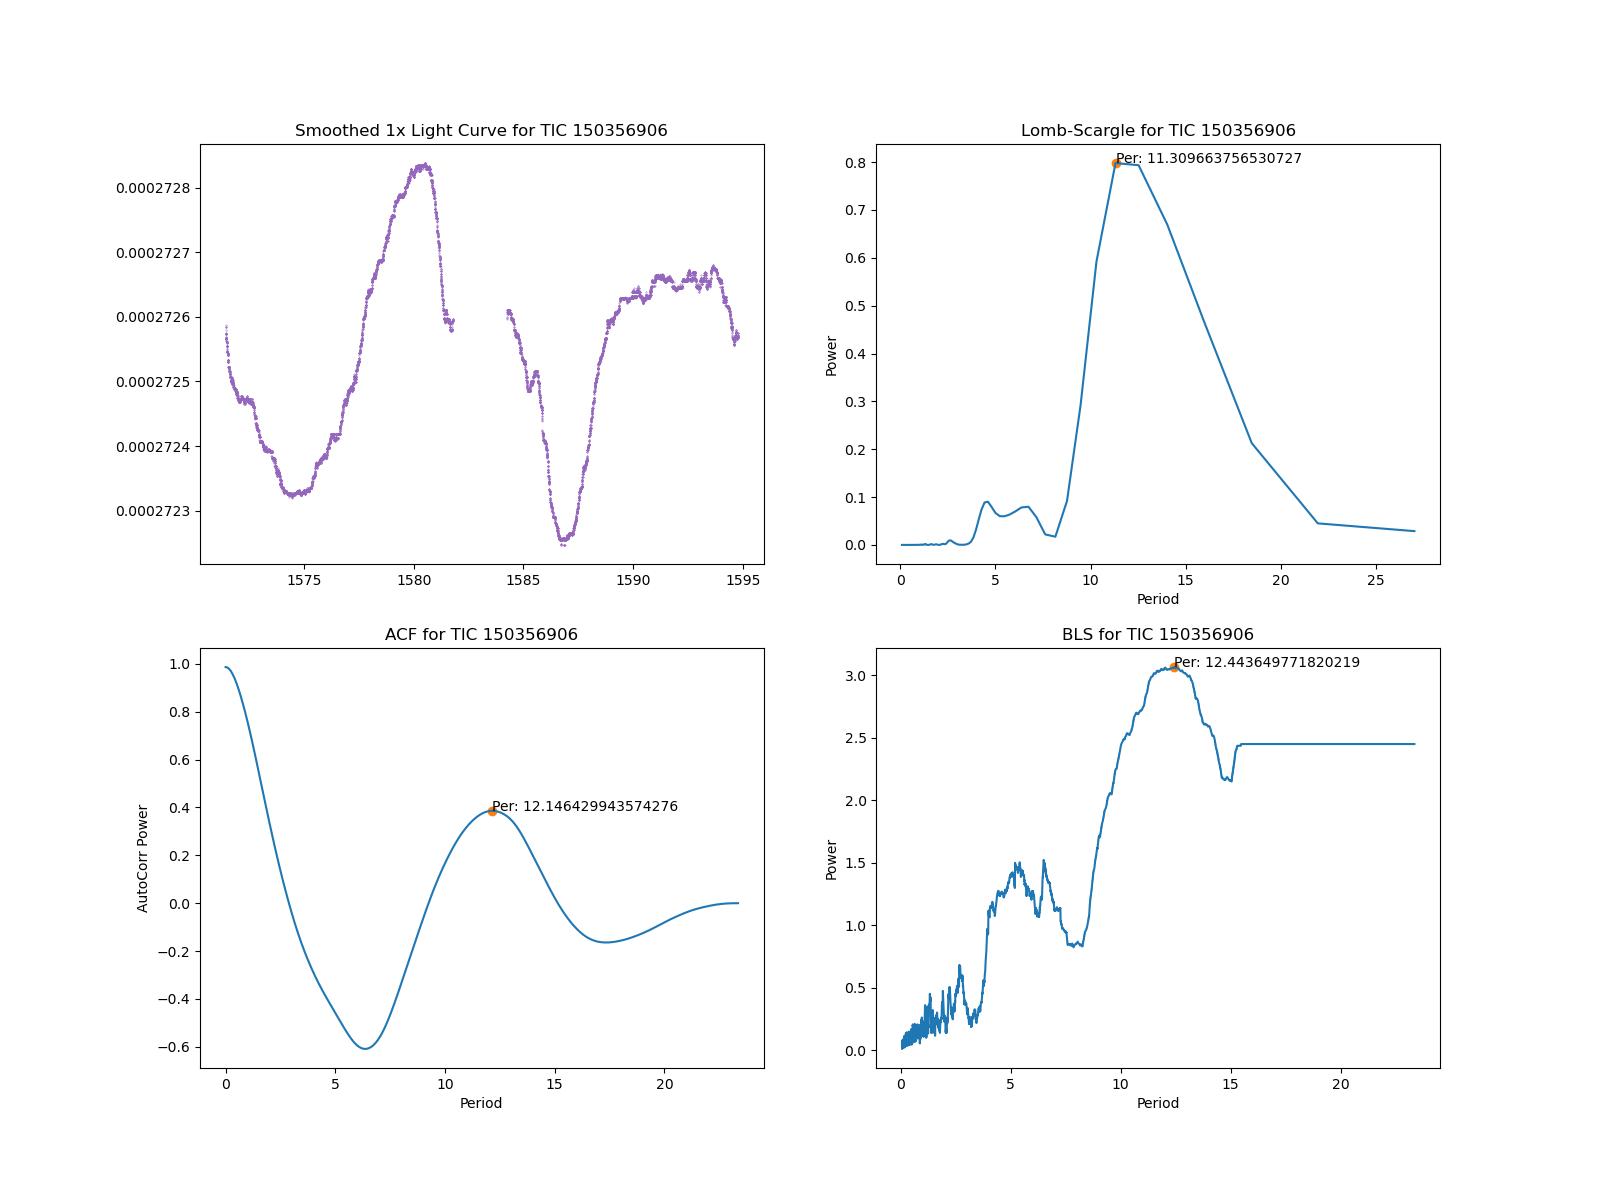 Smoothed 1x Light Curve for TIC 150356906
0.0002728
0.0002727
0.0002726
0.0002725
0.0002724
0.0002723
1575 1580 1585 1590 1595
Lomb-Scargle for TIC 150356906
Per: 11.309663756530727
Power
0.8
0.7
0.6
0.5
0.4
0.3
0.2
0.1
0.0
0 5 10 15 20 25
Period
ACF for TIC 150356906
Per: 12.146429943574276
AutoCorr Power
1.0
0.8
0.6
0.4
0.2
0.0
−0.2
−0.4
−0.6
0 5 10 15 20
Period
BLS for TIC 150356906
Per: 12.443649771820219
Power
3.0
2.5
2.0
1.5
1.0
0.5
0.0
0 5 10 15 20
Period